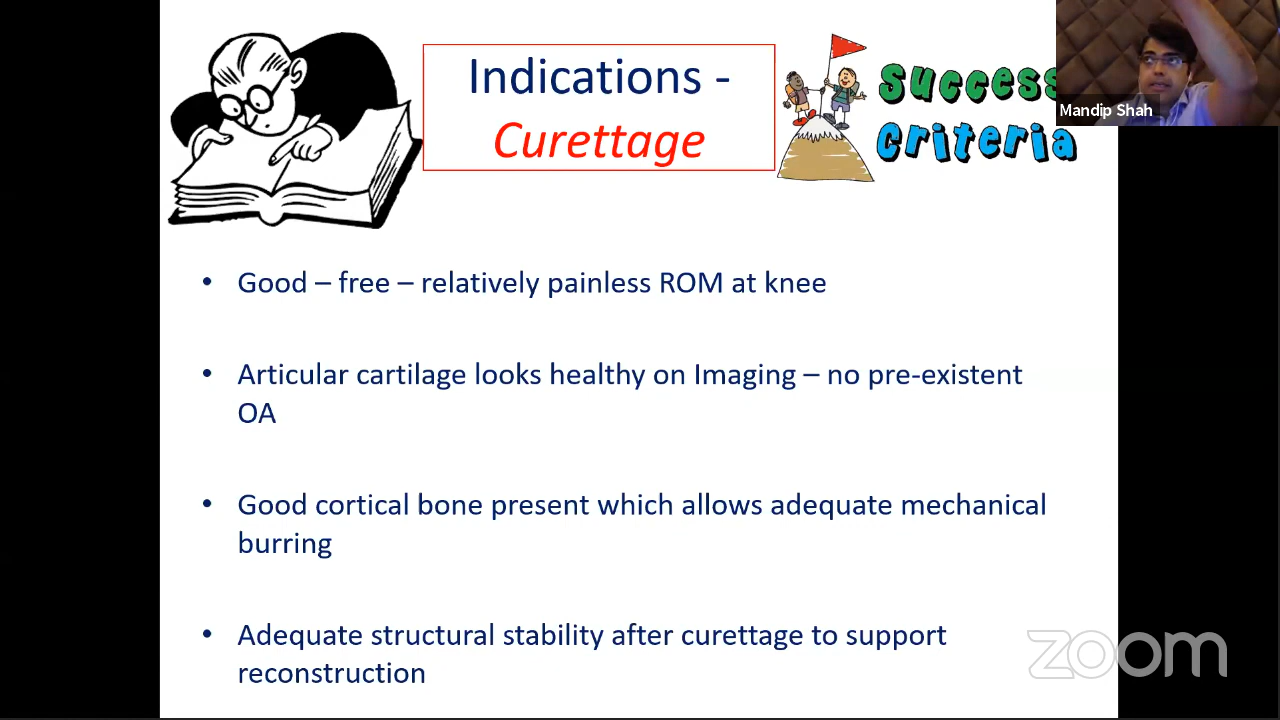 Indications -
Curettage
Success
Criteria
Mandip Shah
• Good – free – relatively painless ROM at knee
• Articular cartilage looks healthy on Imaging – no pre-existent
OA
• Good cortical bone present which allows adequate mechanical
burring
• Adequate structural stability after curettage to support
reconstruction
zoom